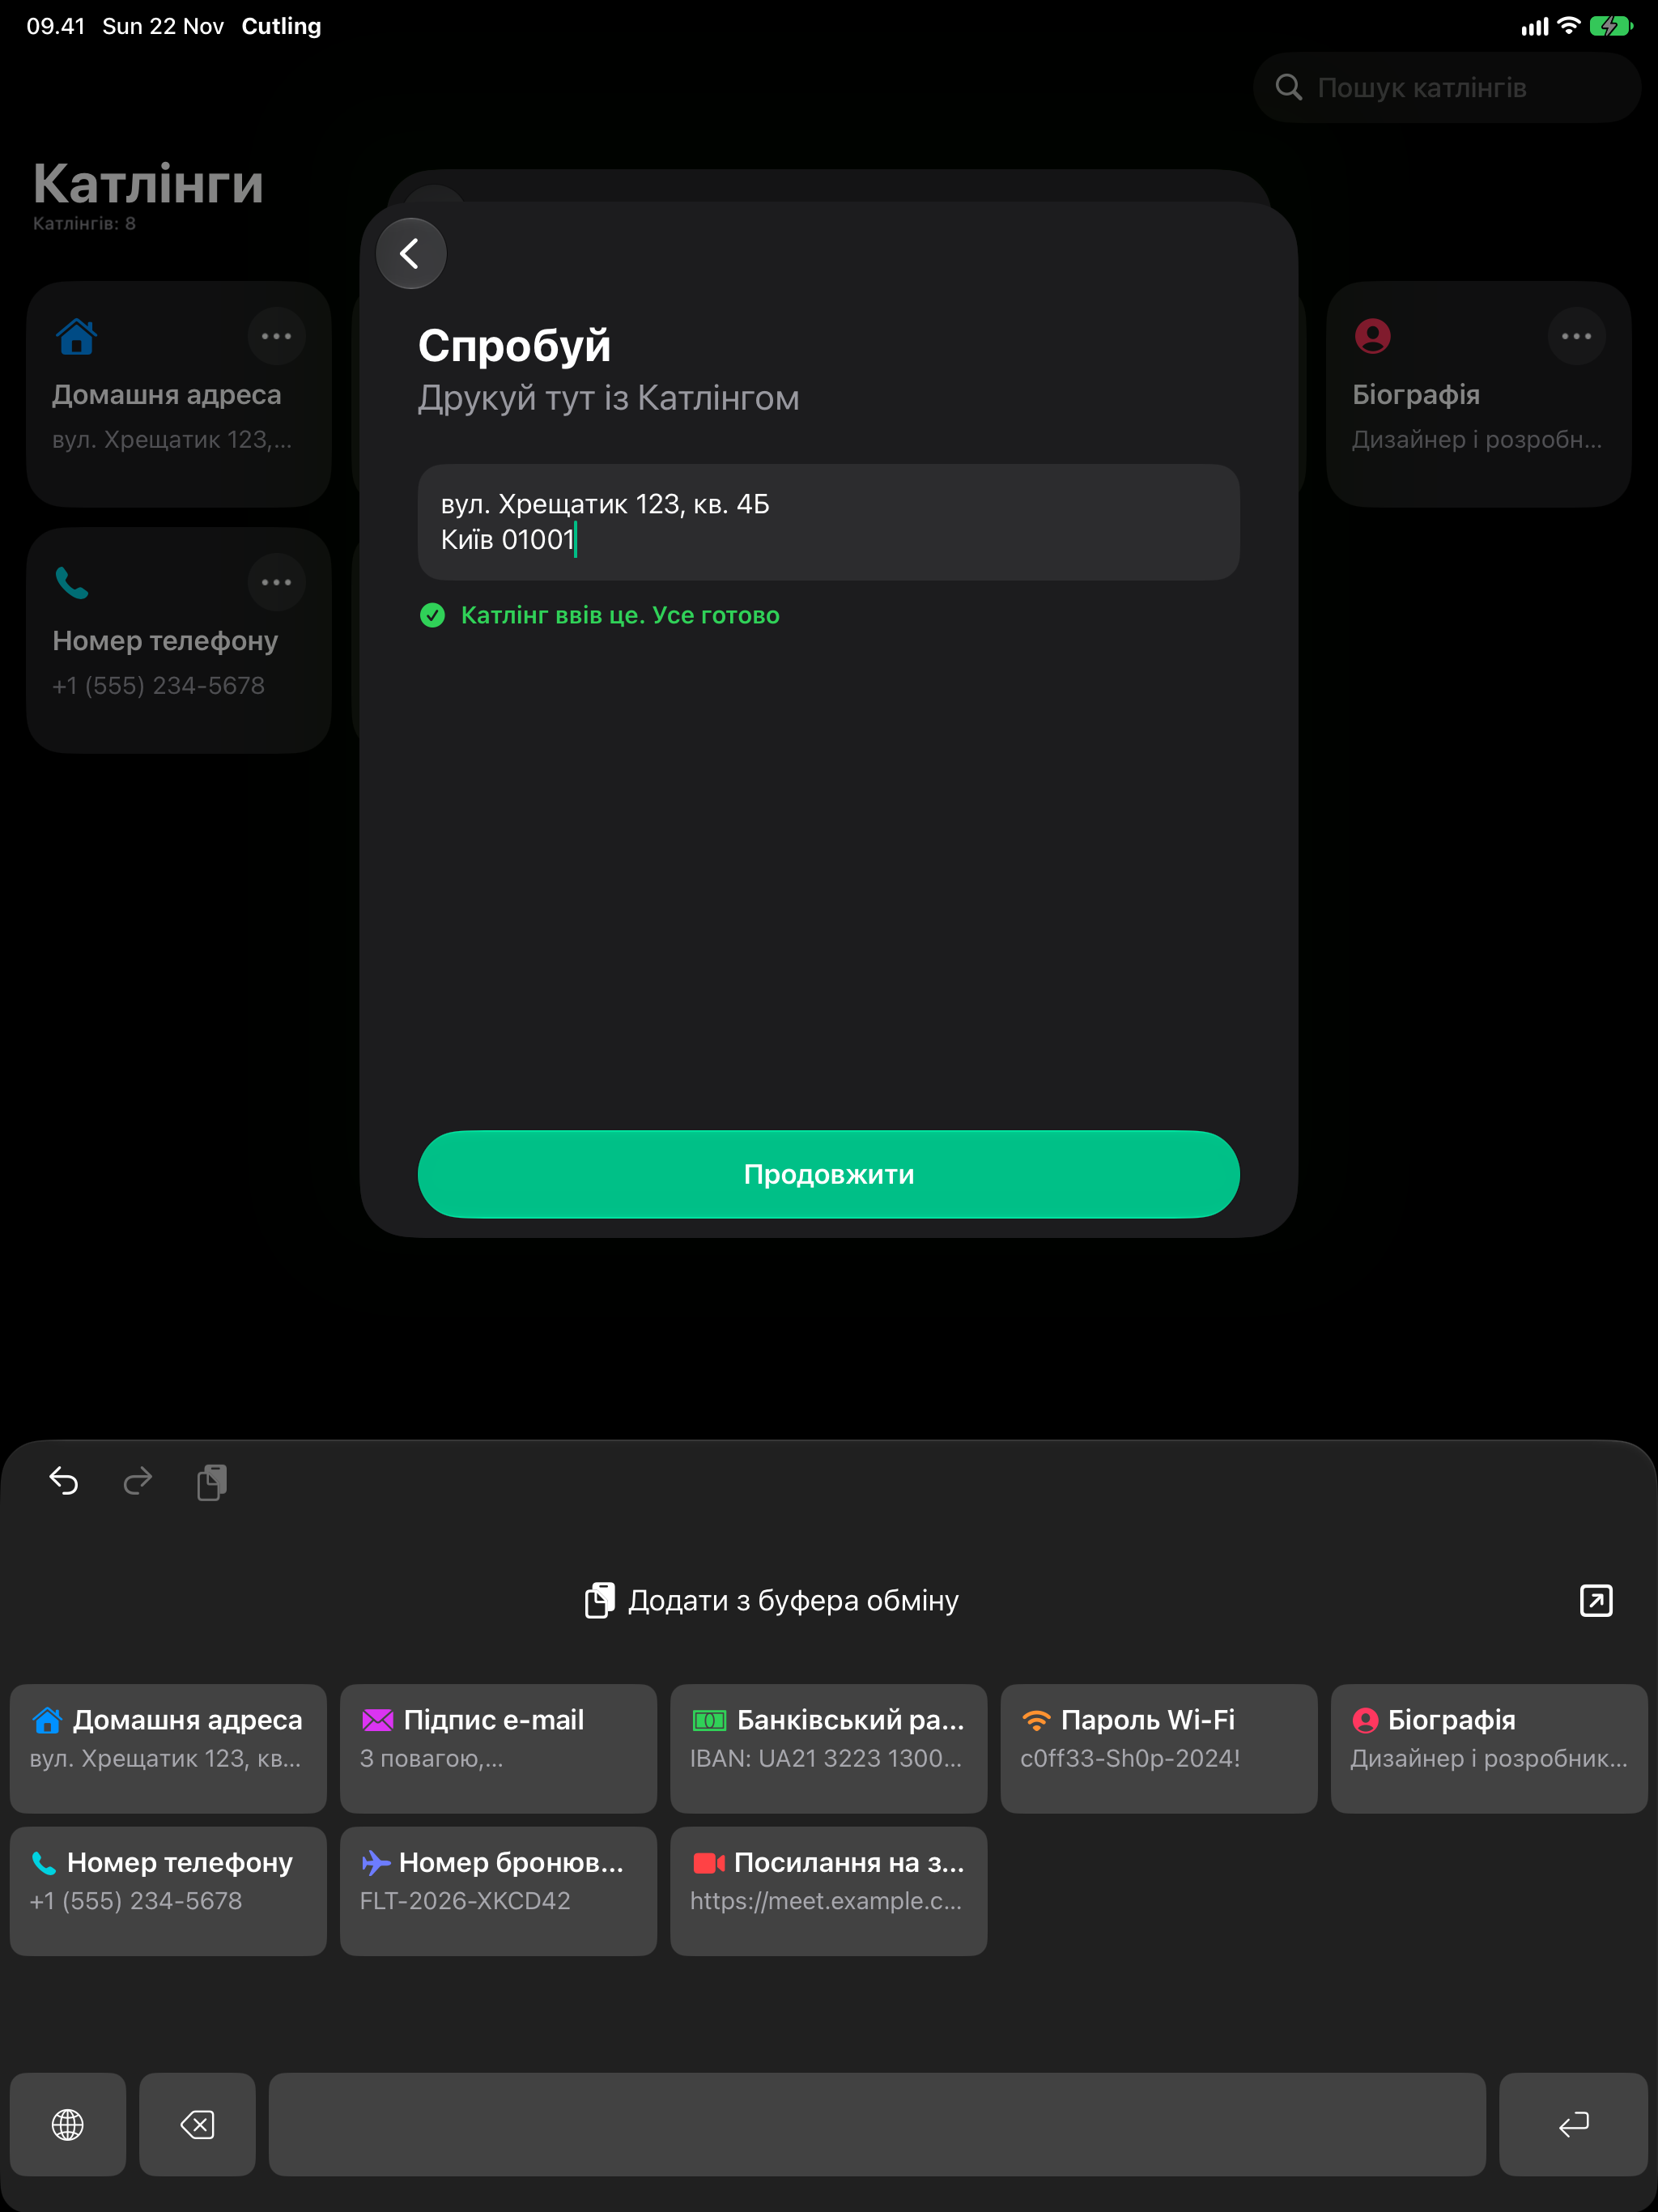 09.41 Sun 22 Nov Cutling
Пошук катлінгів
Катлінги
Катлінгів: 8
Домашня адреса
вул. Хрещатик 123,...
Біографія
Дизайнер і розробн...
Номер телефону
+1 (555) 234-5678
Спробуй
Друкуй тут із Катлінгом
вул. Хрещатик 123, кв. 4Б
Київ 01001
Катлінг ввів це. Усе готово
Продовжити
Додати з буфера обміну
Домашня адреса
вул. Хрещатик 123, кв...
Підпис e-mail
З повагою,...
Банківський ра...
IBAN: UA21 3223 1300...
Пароль Wi-Fi
c0ff33-Sh0p-2024!
Біографія
Дизайнер і розробник...
Номер телефону
+1 (555) 234-5678
Номер бронюв...
FLT-2026-XKCD42
Посилання на з...
https://meet.example.c...